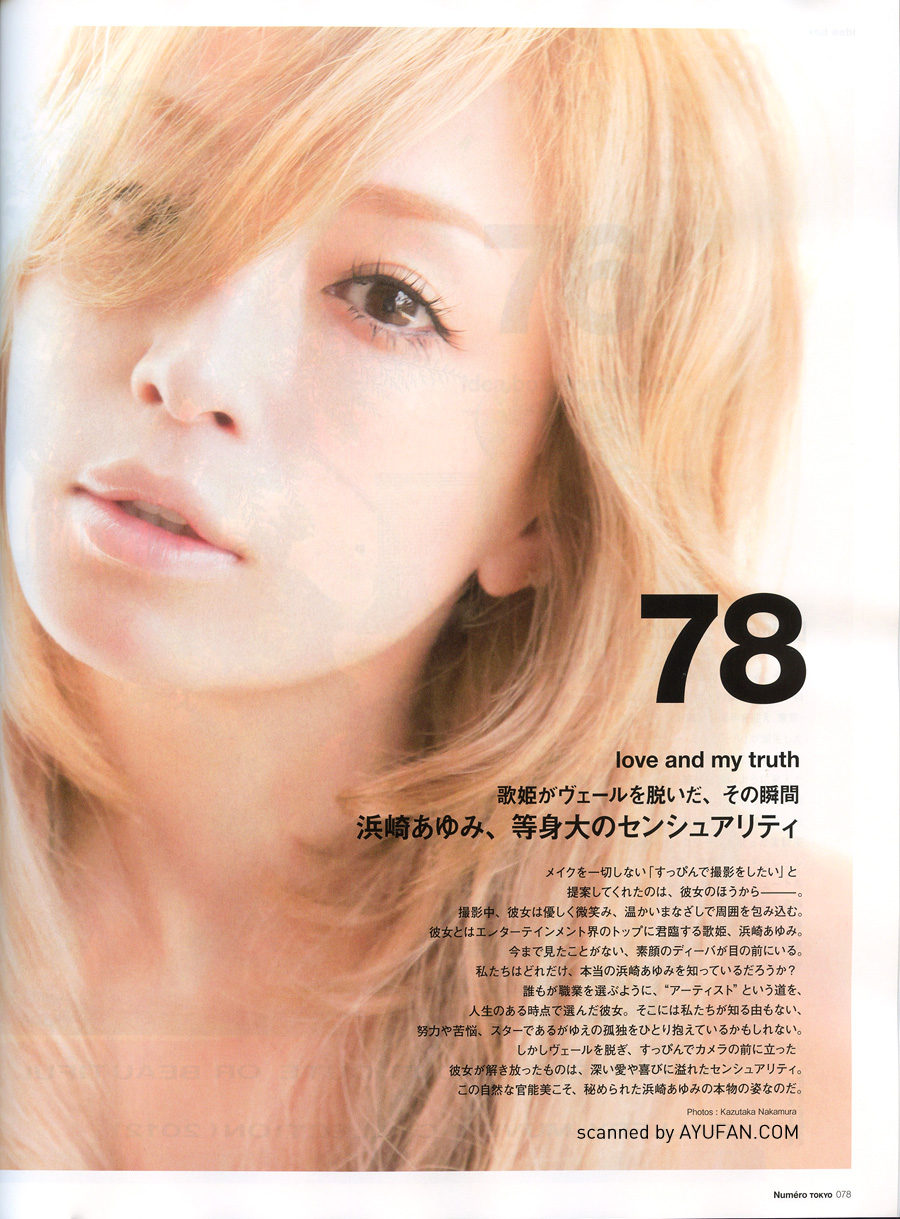 78
love and my truth
歌姫がヴェールを脱いだ、その瞬間
浜崎あゆみ、等身大のセンシュアリティ
メイクを一切しない「すっぴんで撮影をしたい」と
提案してくれたのは、彼女のほうから———。
撮影中、彼女は優しく微笑み、温かいまなざしで周囲を包み込む。
彼女とはエンターテインメント界のトップに君臨する歌姫、浜崎あゆみ。
今まで見たことがない、素顔のディーバが目の前にいる。
私たちはどれだけ、本当の浜崎あゆみを知っているだろうか？
誰もが職業を選ぶように、“アーティスト” という道を、
人生のある時点で選んだ彼女。そこには私たちが知る由もない、
努力や苦悩、スターであるがゆえの孤独をひとり抱えているかもしれない。
しかしヴェールを脱ぎ、すっぴんでカメラの前に立った
彼女が解き放ったものは、深い愛や喜びに溢れたセンシュアリティ。
この自然な官能美こそ、秘められた浜崎あゆみの本物の姿なのだ。
Photos : Kazutaka Nakamura
scanned by AYUFAN.COM
Numéro TOKYO 078